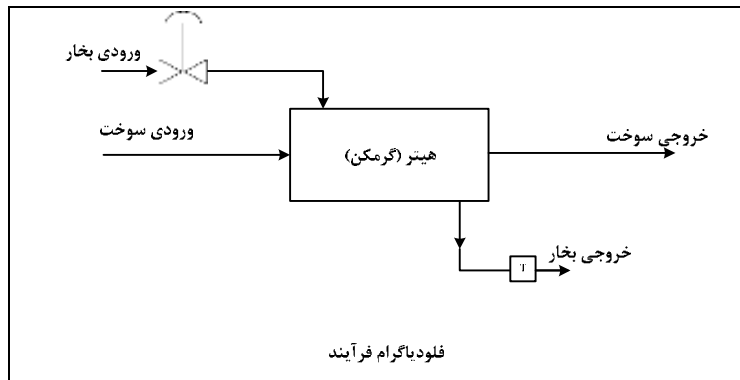 ورودی بخار
ورودی سوخت
هیتر (گرمکن)
خروجی سوخت
خروجی بخار
T
فلودیاگرام فرآیند